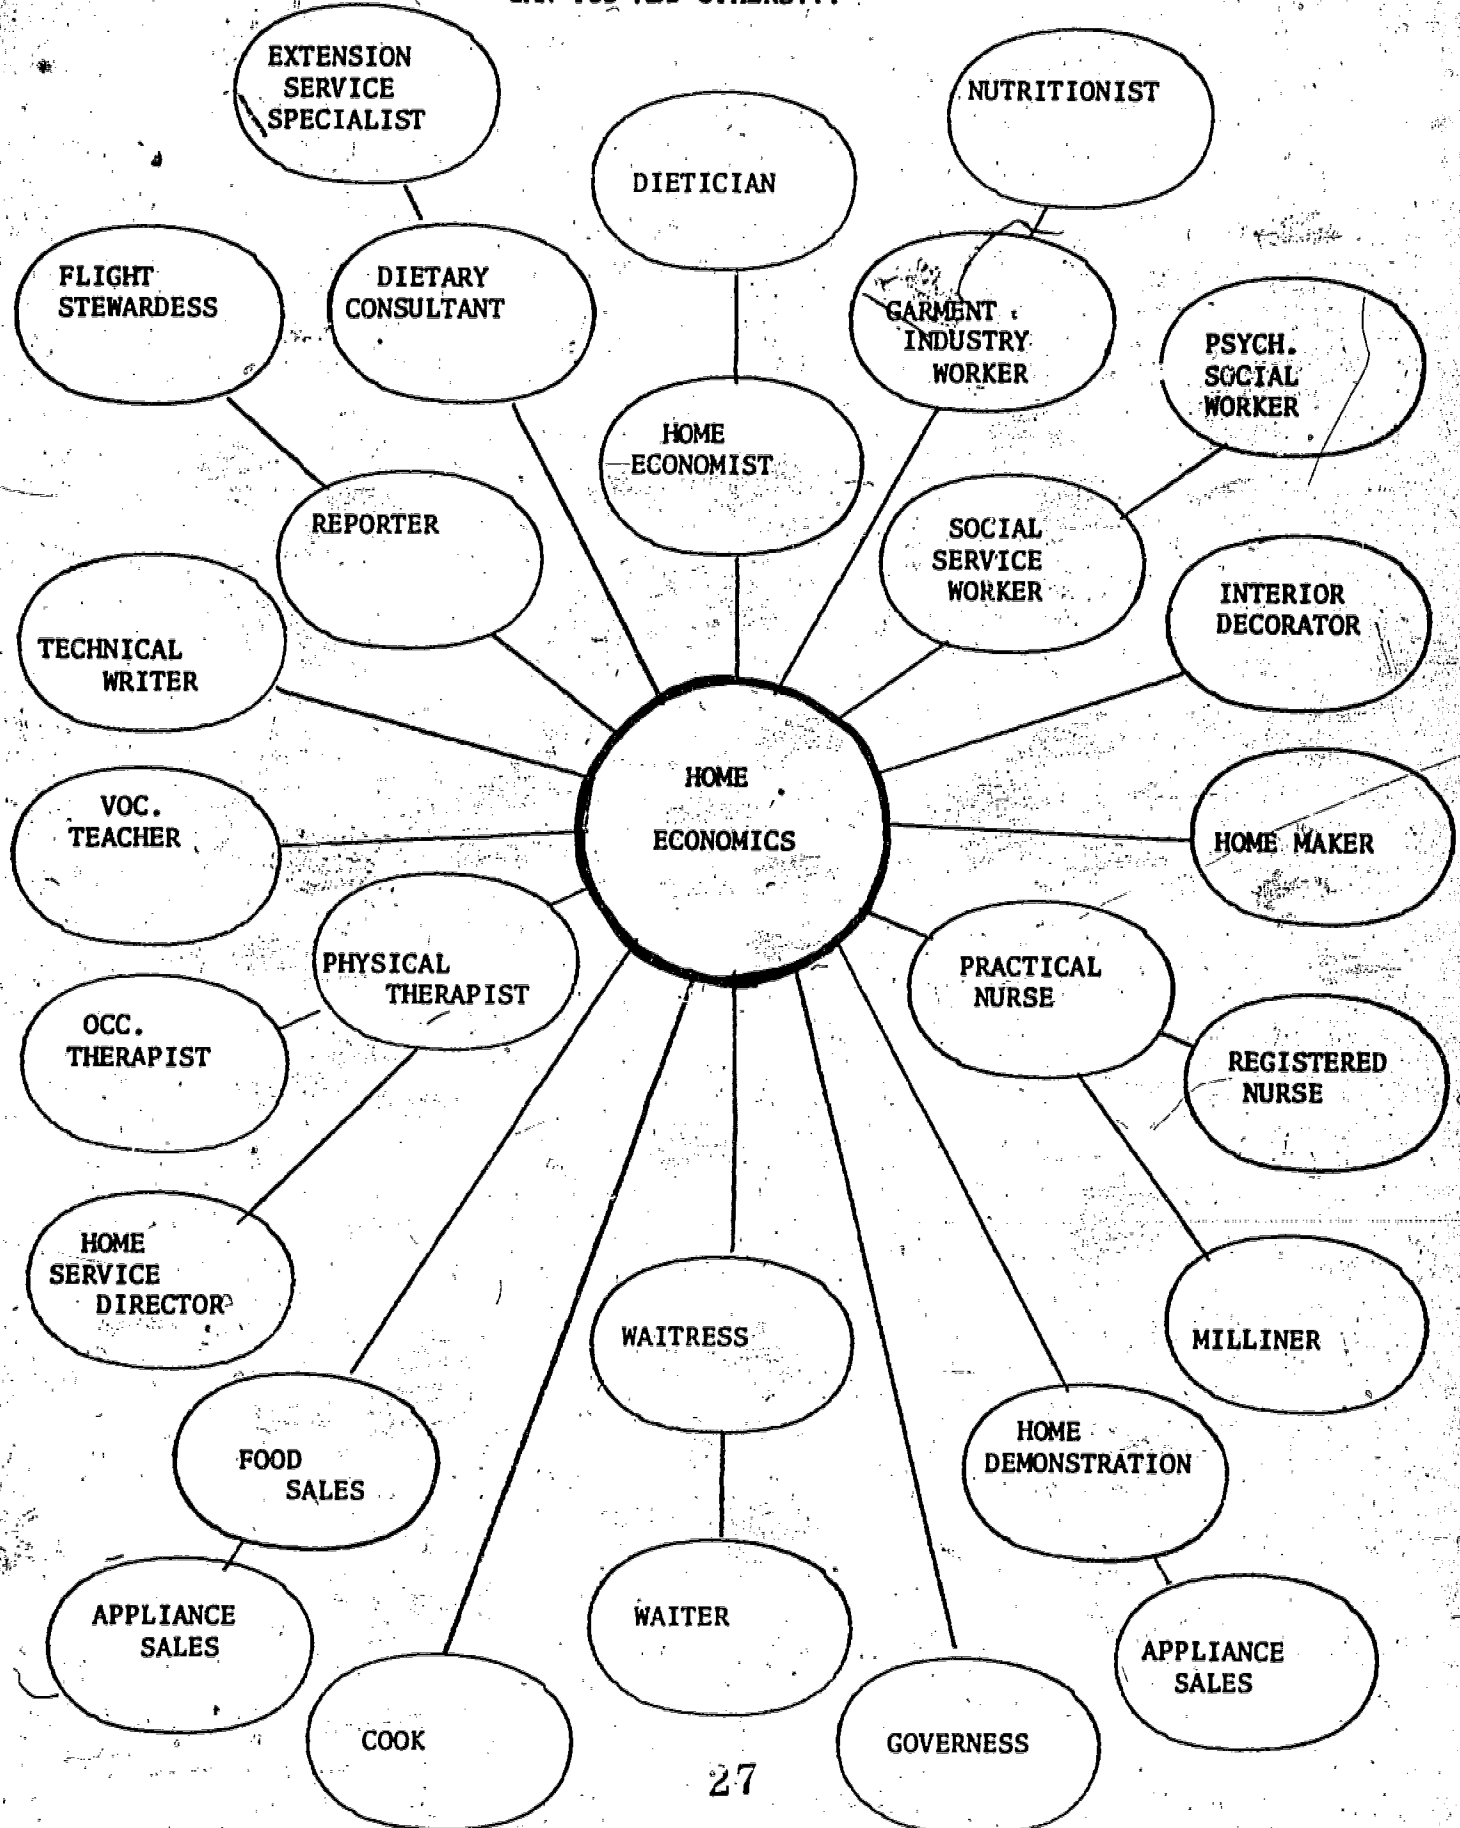 EXTENSION
SERVICE
SPECIALIST
NUTRITIONIST
DIETICIAN
FLIGHT
STEWARDESS
DIETARY
CONSULTANT
GARMENT
INDUSTRY
WORKER
PSYCH.
SOCIAL
WORKER
HOME
ECONOMIST
REPORTER
SOCIAL
SERVICE
WORKER
INTERIOR
DECORATOR
TECHNICAL
WRITER
HOME
ECONOMICS
VOC.
TEACHER
HOME MAKER
PHYSICAL
THERAPIST
PRACTICAL
NURSE
OCC.
THERAPIST
REGISTERED
NURSE
HOME
SERVICE
DIRECTOR
WAITRESS
MILLINER
FOOD
SALES
HOME
DEMONSTRATION
APPLIANCE
SALES
WAITER
APPLIANCE
SALES
COOK
GOVERNESS
27